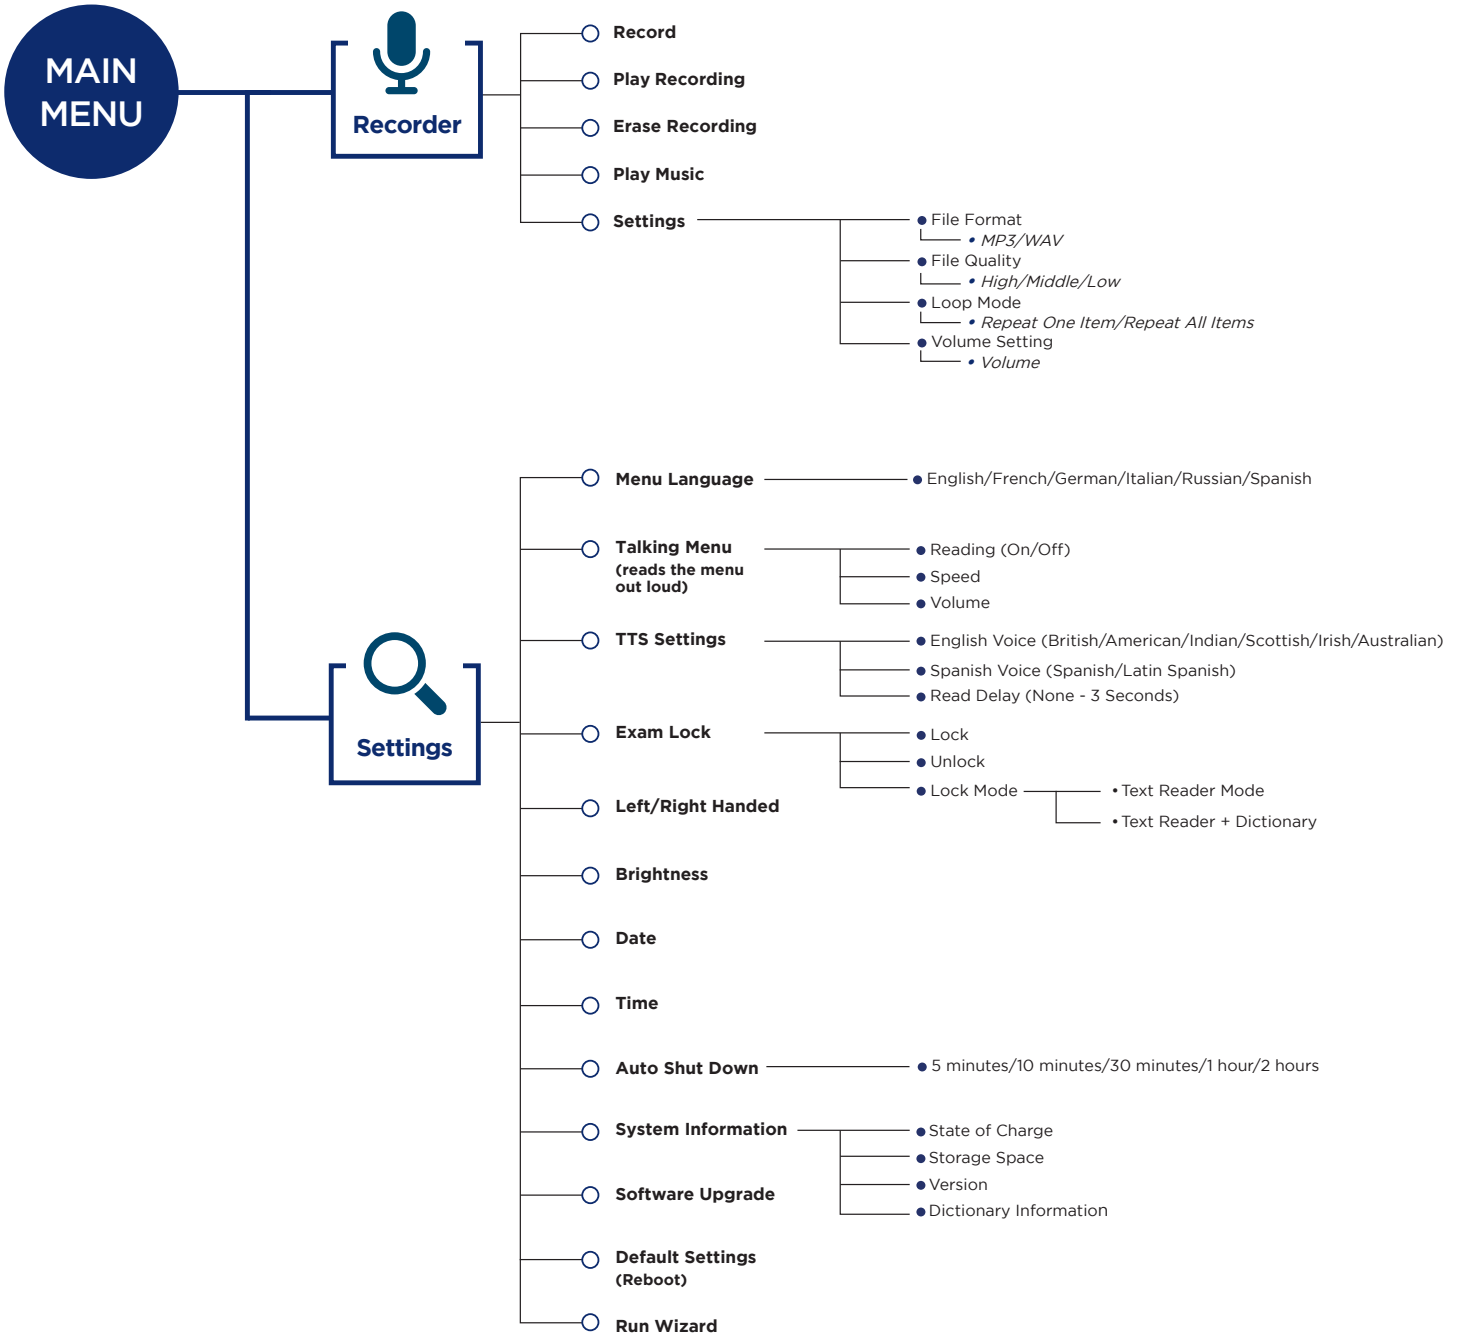 MAIN
MENU
Recorder
Record
Play Recording
Erase Recording
Play Music
Settings
• File Format
• MP3/WAV
• File Quality
• High/Middle/Low
• Loop Mode
• Repeat One Item/Repeat All Items
• Volume Setting
• Volume
Settings
Menu Language
• English/French/German/Italian/Russian/Spanish
Talking Menu
(reads the menu
out loud)
• Reading (On/Off)
• Speed
• Volume
TTS Settings
• English Voice (British/American/Indian/Scottish/Irish/Australian)
• Spanish Voice (Spanish/Latin Spanish)
• Read Delay (None - 3 Seconds)
Exam Lock
• Lock
• Unlock
• Lock Mode
• Text Reader Mode
• Text Reader + Dictionary
Left/Right Handed
Brightness
Date
Time
Auto Shut Down
• 5 minutes/10 minutes/30 minutes/1 hour/2 hours
System Information
• State of Charge
• Storage Space
• Version
• Dictionary Information
Software Upgrade
Default Settings
(Reboot)
Run Wizard